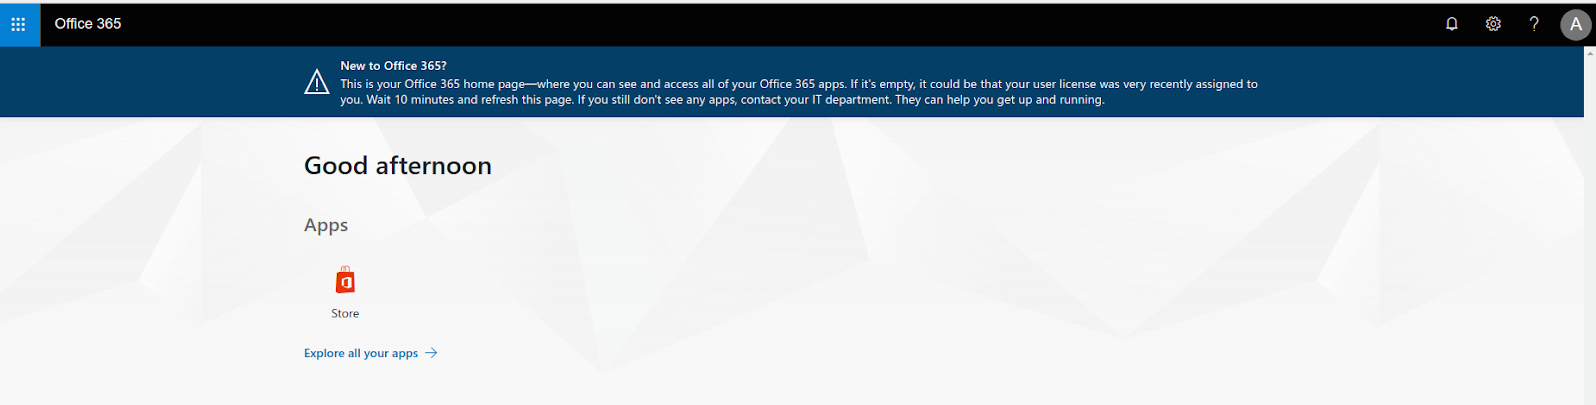 Office 365
?
A
New to Office 365?
This is your Office 365 home page—where you can see and access all of your Office 365 apps. If it's empty, it could be that your user license was very recently assigned to
you. Wait 10 minutes and refresh this page. If you still don't see any apps, contact your IT department. They can help you get up and running.
Good afternoon
Apps
Store
Explore all your apps →